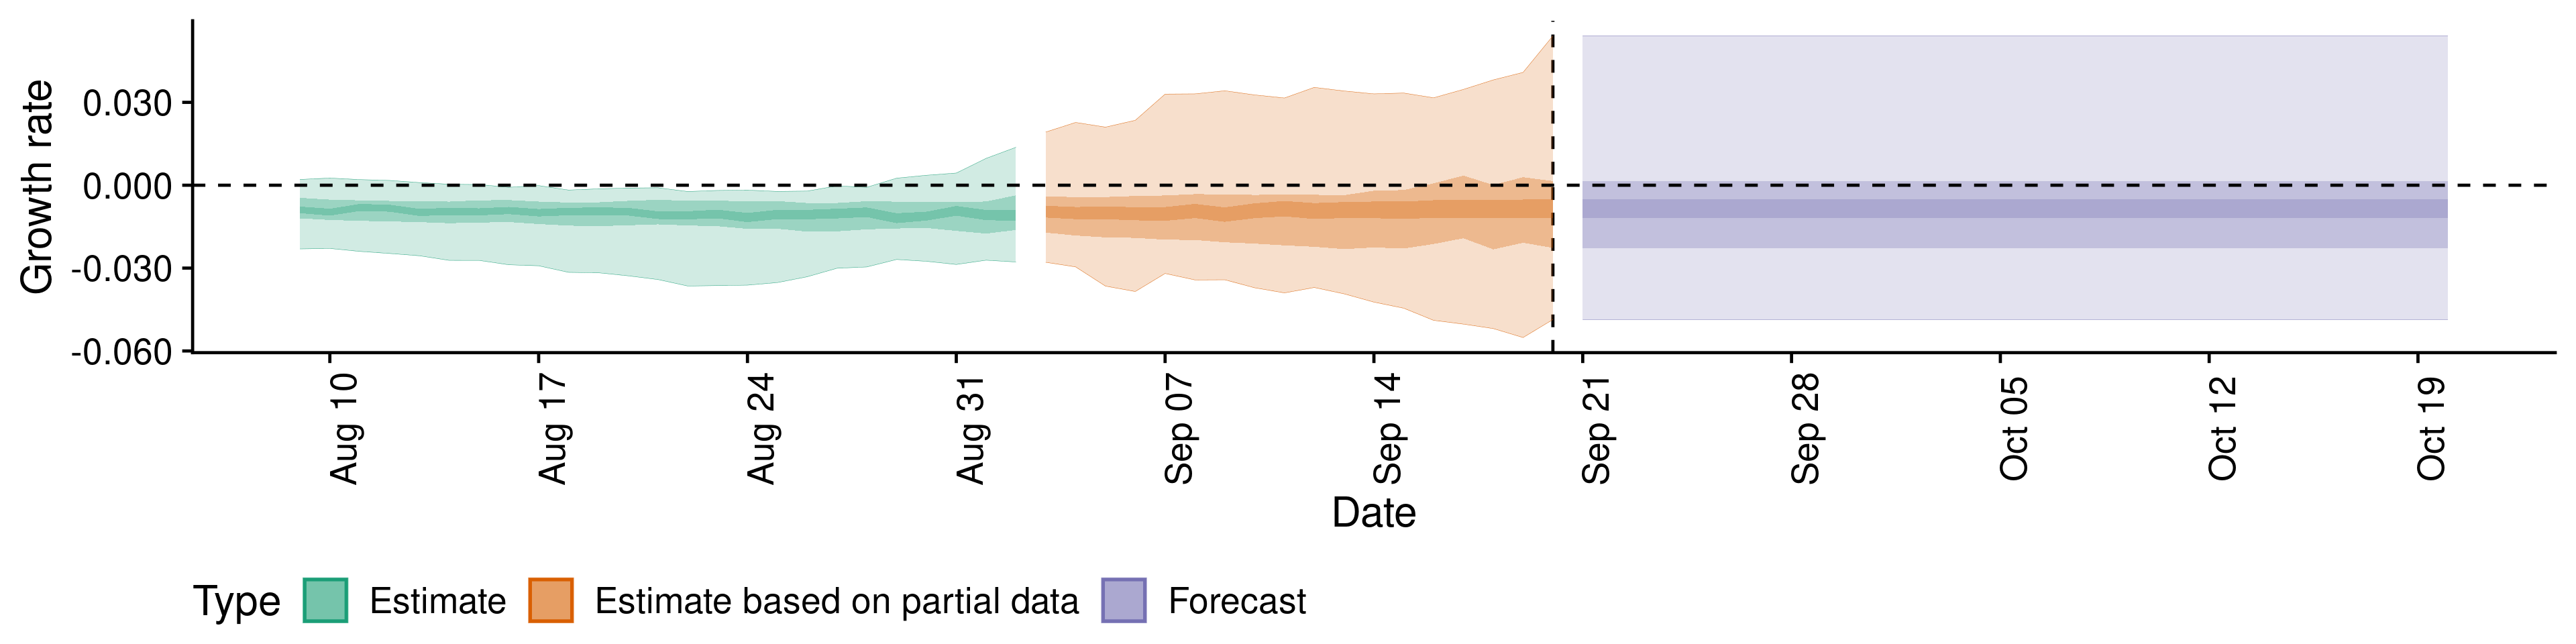 Growth rate
0.030
0.000
-0.030
-0.060
Aug 10
Aug 17
Aug 24
Aug 31
Sep 07
Sep 14
Sep 21
Sep 28
Oct 05
Oct 12
Oct 19
Date
Type Estimate Estimate based on partial data Forecast